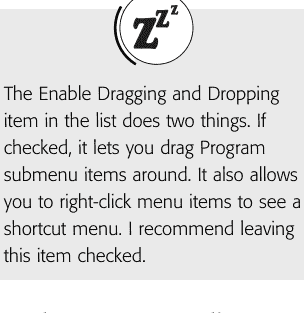 zzz
The Enable Dragging and Dropping
item in the list does two things. If
checked, it lets you drag Program
submenu items around. It also allows
you to right-click menu items to see a
shortcut menu. I recommend leaving
this item checked.